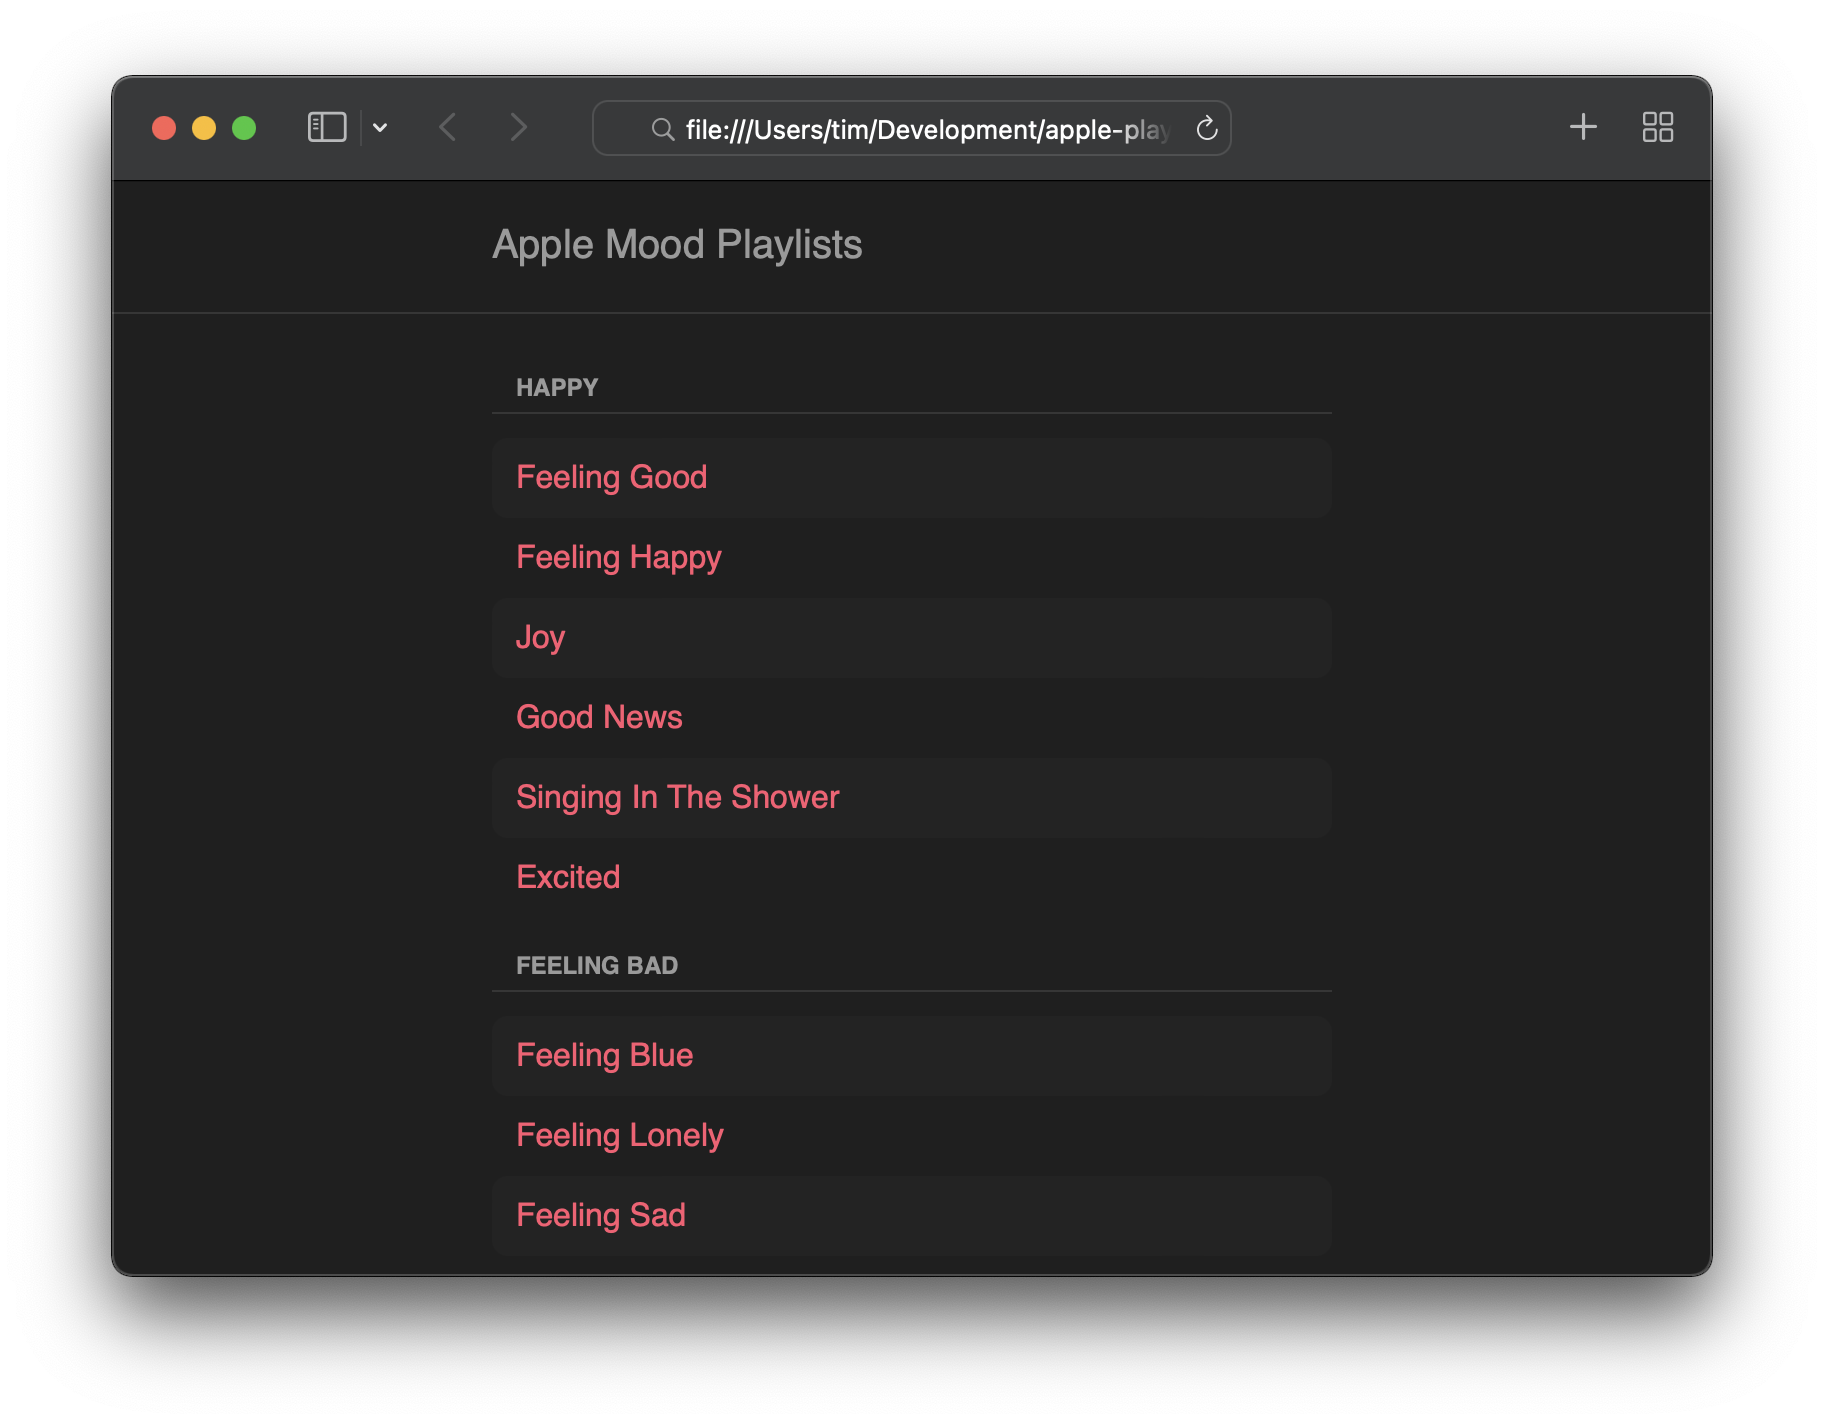 file:///Users/tim/Development/apple-play
Apple Mood Playlists
HAPPY
Feeling Good
Feeling Happy
Joy
Good News
Singing In The Shower
Excited
FEELING BAD
Feeling Blue
Feeling Lonely
Feeling Sad